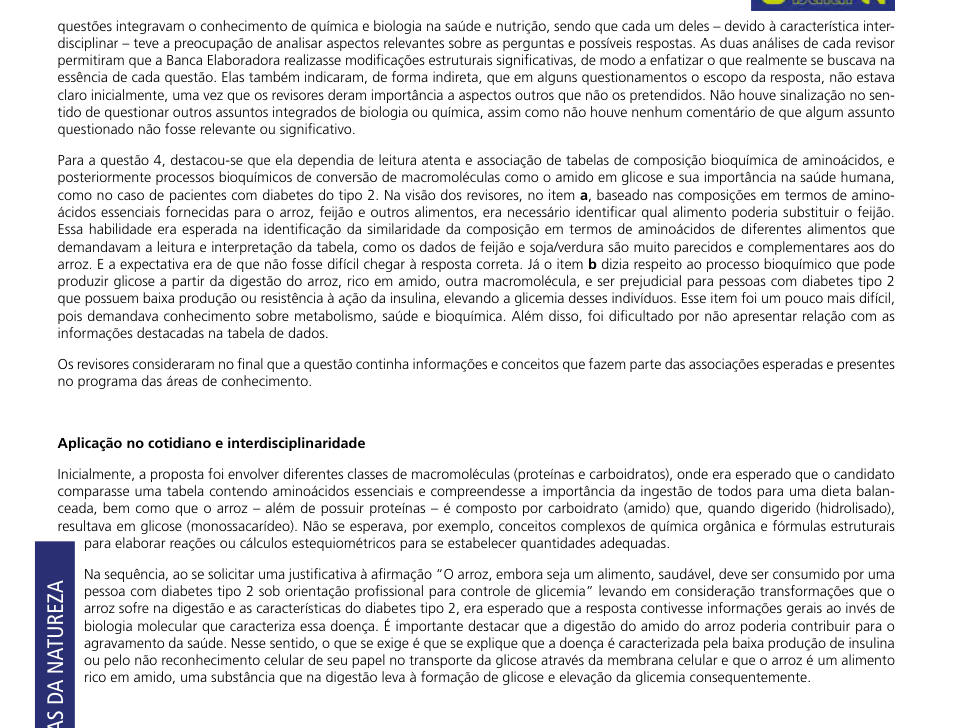 questões integravam o conhecimento de química e biologia na saúde e nutrição, sendo que cada um deles – devido à característica inter-
disciplinar – teve a preocupação de analisar aspectos relevantes sobre as perguntas e possíveis respostas. As duas análises de cada revisor
permitiram que a Banca Elaboradora realizasse modificações estruturais significativas, de modo a enfatizar o que realmente se buscava na
essência de cada questão. Elas também indicaram, de forma indireta, que em alguns questionamentos o escopo da resposta, não estava
claro inicialmente, uma vez que os revisores deram importância a aspectos outros que não os pretendidos. Não houve sinalização no sen-
tido de questionar outros assuntos integrados de biologia ou química, assim como não houve nenhum comentário de que algum assunto
questionado não fosse relevante ou significativo.
Para a questão 4, destacou-se que ela dependia de leitura atenta e associação de tabelas de composição bioquímica de aminoácidos, e
posteriormente processos bioquímicos de conversão de macromoléculas como o amido em glicose e sua importância na saúde humana,
como no caso de pacientes com diabetes do tipo 2. Na visão dos revisores, no item a, baseado nas composições em termos de amino-
ácidos essenciais fornecidas para o arroz, feijão e outros alimentos, era necessário identificar qual alimento poderia substituir o feijão.
Essa habilidade era esperada na identificação da similaridade da composição em termos de aminoácidos de diferentes alimentos que
demandavam a leitura e interpretação da tabela, como os dados de feijão e soja/verdura são muito parecidos e complementares aos do
arroz. E a expectativa era de que não fosse difícil chegar à resposta correta. Já o item b dizia respeito ao processo bioquímico que pode
produzir glicose a partir da digestão do arroz, rico em amido, outra macromolécula, e ser prejudicial para pessoas com diabetes tipo 2
que possuem baixa produção ou resistência à ação da insulina, elevando a glicemia desses indivíduos. Esse item foi um pouco mais difícil,
pois demandava conhecimento sobre metabolismo, saúde e bioquímica. Além disso, foi dificultado por não apresentar relação com as
informações destacadas na tabela de dados.
Os revisores consideraram no final que a questão continha informações e conceitos que fazem parte das associações esperadas e presentes
no programa das áreas de conhecimento.
Aplicação no cotidiano e interdisciplinaridade
Inicialmente, a proposta foi envolver diferentes classes de macromoléculas (proteínas e carboidratos), onde era esperado que o candidato
comparasse uma tabela contendo aminoácidos essenciais e compreendesse a importância da ingestão de todos para uma dieta balan-
ceada, bem como que o arroz – além de possuir proteínas – é composto por carboidrato (amido) que, quando digerido (hidrolisado),
resultava em glicose (monossacarídeo). Não se esperava, por exemplo, conceitos complexos de química orgânica e fórmulas estruturais
para elaborar reações ou cálculos estequiométricos para se estabelecer quantidades adequadas.
Na sequência, ao se solicitar uma justificativa à afirmação “O arroz, embora seja um alimento, saudável, deve ser consumido por uma
pessoa com diabetes tipo 2 sob orientação profissional para controle de glicemia” levando em consideração transformações que o
arroz sofre na digestão e as características do diabetes tipo 2, era esperado que a resposta contivesse informações gerais ao invés de
biologia molecular que caracteriza essa doença. É importante destacar que a digestão do amido do arroz poderia contribuir para o
agravamento da saúde. Nesse sentido, o que se exige é que se explique que a doença é caracterizada pela baixa produção de insulina
ou pelo não reconhecimento celular de seu papel no transporte da glicose através da membrana celular e que o arroz é um alimento
rico em amido, uma substância que na digestão leva à formação de glicose e elevação da glicemia consequentemente.
AS DA NATUREZA